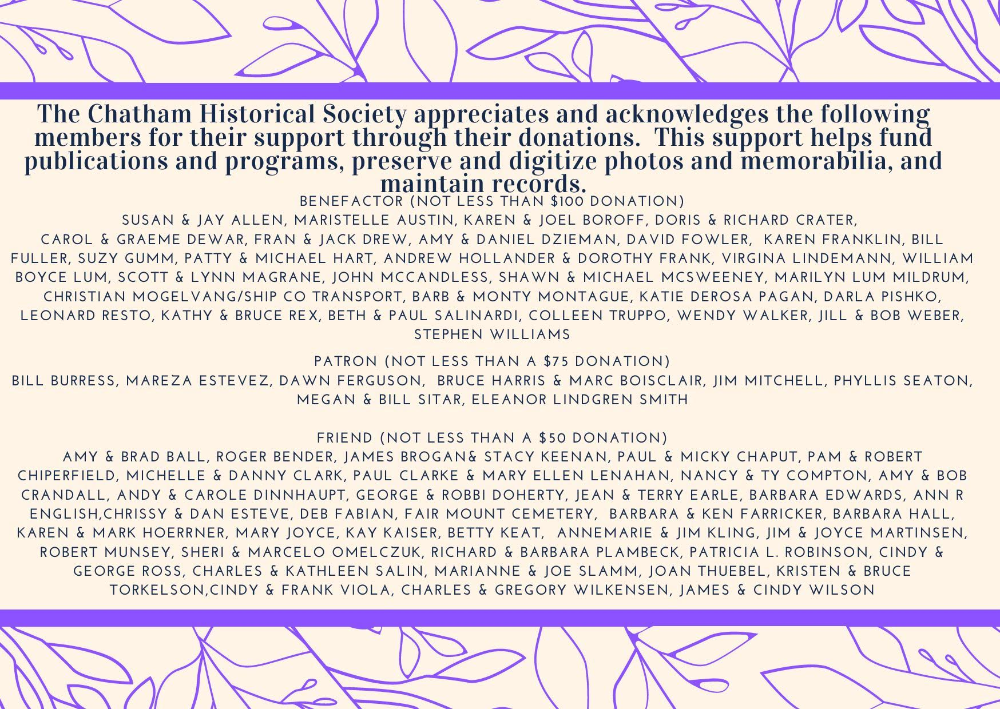 The Chatham Historical Society appreciates and acknowledges the following
members for their support through their donations.  This support helps fund
publications and programs, preserve and digitize photos and memorabilia, and
maintain records.
BENEFACTOR (NOT LESS THAN $100 DONATION)
SUSAN & JAY ALLEN, MARISTELLE AUSTIN, KAREN & JOEL BOROFF, DORIS & RICHARD CRATER,
CAROL & GRAEME DEWAR, FRAN & JACK DREW, AMY & DANIEL DZIEMAN, DAVID FOWLER,  KAREN FRANKLIN, BILL
FULLER, SUZY GUMM, PATTY & MICHAEL HART, ANDREW HOLLANDER & DOROTHY FRANK, VIRGINA LINDEMANN, WILLIAM
BOYCE LUM, SCOTT & LYNN MAGRANE, JOHN MCCANDLESS, SHAWN & MICHAEL MCSWEENEY, MARILYN LUM MILDRUM,
CHRISTIAN MOGELVANG/SHIP CO TRANSPORT, BARB & MONTY MONTAGUE, KATIE DEROSA PAGAN, DARLA PISHKO,
LEONARD RESTO, KATHY & BRUCE REX, BETH & PAUL SALINARDI, COLLEEN TRUPPO, WENDY WALKER, JILL & BOB WEBER,
STEPHEN WILLIAMS
PATRON (NOT LESS THAN A $75 DONATION)
BILL BURRESS, MAREZA ESTEVEZ, DAWN FERGUSON,  BRUCE HARRIS & MARC BOISCLAIR, JIM MITCHELL, PHYLLIS SEATON,
MEGAN & BILL SITAR, ELEANOR LINDGREN SMITH
FRIEND (NOT LESS THAN A $50 DONATION)
AMY & BRAD BALL, ROGER BENDER, JAMES BROGAN& STACY KEENAN, PAUL & MICKY CHAPUT, PAM & ROBERT
CHIPERFIELD, MICHELLE & DANNY CLARK, PAUL CLARKE & MARY ELLEN LENAHAN, NANCY & TY COMPTON, AMY & BOB
CRANDALL, ANDY & CAROLE DINNHAUPT, GEORGE & ROBBI DOHERTY, JEAN & TERRY EARLE, BARBARA EDWARDS, ANN R
ENGLISH,CHRISSY & DAN ESTEVE, DEB FABIAN, FAIR MOUNT CEMETERY,  BARBARA & KEN FARRICKER, BARBARA HALL,
KAREN & MARK HOERRNER, MARY JOYCE, KAY KAISER, BETTY KEAT,  ANNEMARIE & JIM KLING, JIM & JOYCE MARTINSEN,
ROBERT MUNSEY, SHERI & MARCELO OMELCZUK, RICHARD & BARBARA PLAMBECK, PATRICIA L. ROBINSON, CINDY &
GEORGE ROSS, CHARLES & KATHLEEN SALIN, MARIANNE & JOE SLAMM, JOAN THUEBEL, KRISTEN & BRUCE
TORKELSON,CINDY & FRANK VIOLA, CHARLES & GREGORY WILKENSEN, JAMES & CINDY WILSON